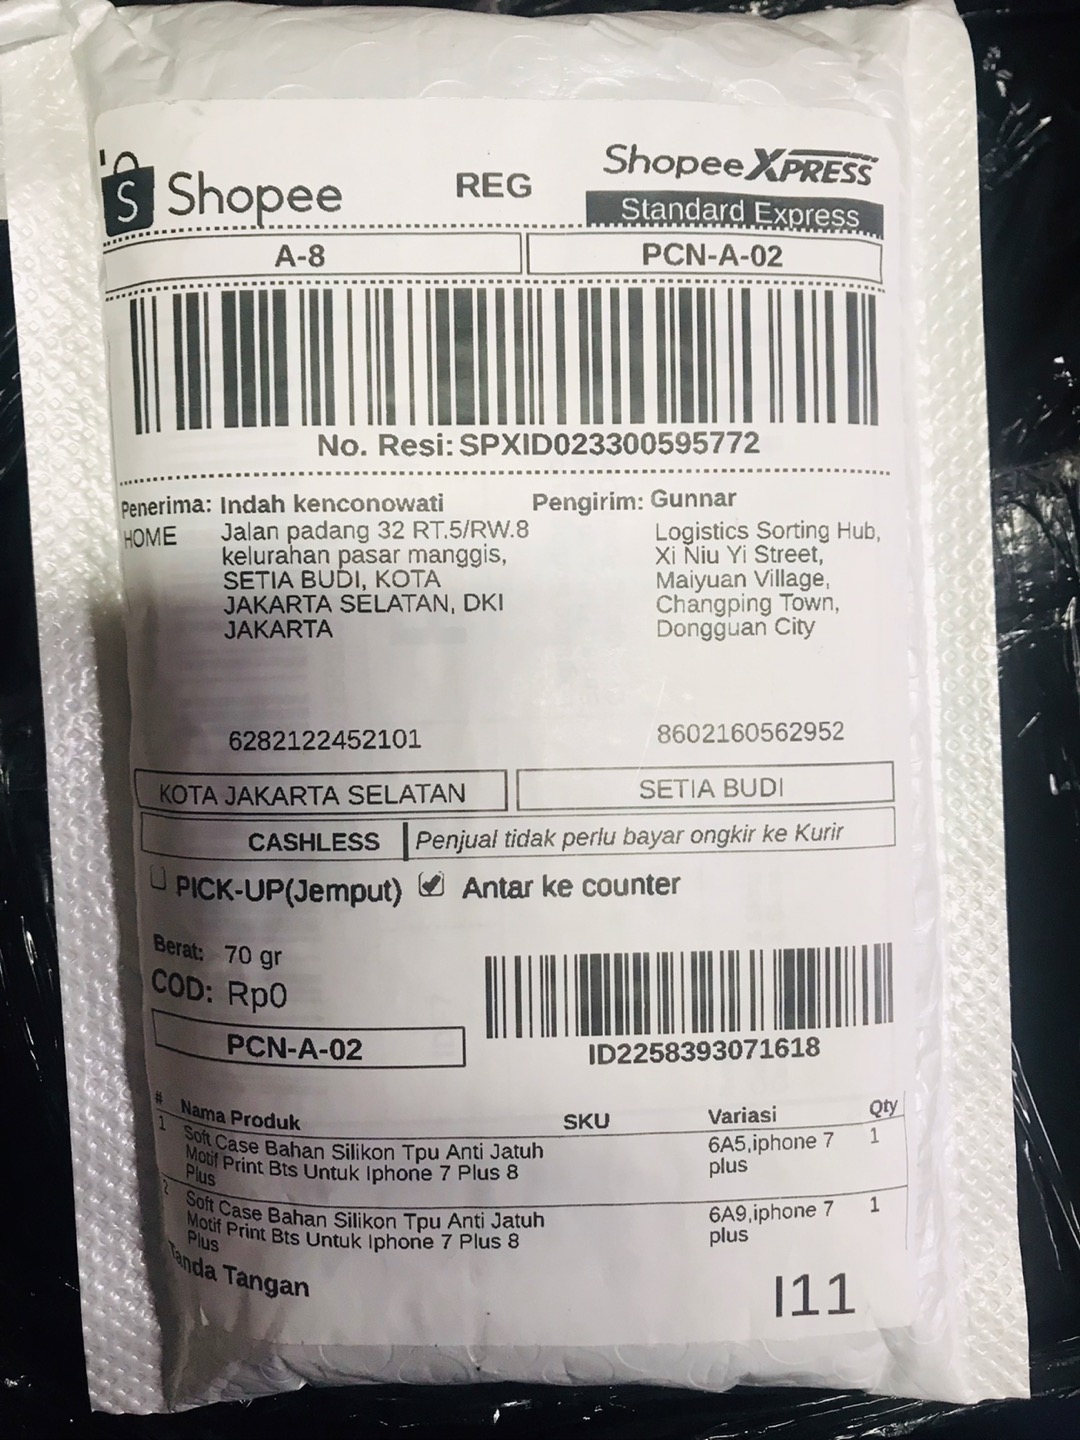 Shopee
REG
Shopee XPRESS
Standard Express
A-8
PCN-A-02
No. Resi: SPXID023300595772
Penerima: Indah kenconowati
HOME
Jalan padang 32 RT.5/RW.8
kelurahan pasar manggis,
SETIA BUDI, KOTA
JAKARTA SELATAN, DKI
JAKARTA
6282122452101
Pengirim: Gunnar
Logistics Sorting Hub,
Xi Niu Yi Street,
Maiyuan Village,
Changping Town,
Dongguan City
8602160562952
KOTA JAKARTA SELATAN
SETIA BUDI
CASHLESS
Penjual tidak perlu bayar ongkir ke Kurir
PICK-UP(Jemput)
Antar ke counter
Berat: 70 gr
COD: Rp0
PCN-A-02
ID2258393071618
# Nama Produk SKU Variasi Qty
1 Soft Case Bahan Silikon Tpu Anti Jatuh 6A5,iphone 7 1
Motif Print Bts Untuk Iphone 7 Plus 8 plus
Plus
2 Soft Case Bahan Silikon Tpu Anti Jatuh 6A9,iphone 7 1
Motif Print Bts Untuk Iphone 7 Plus 8 plus
Plus
Tanda Tangan
I11